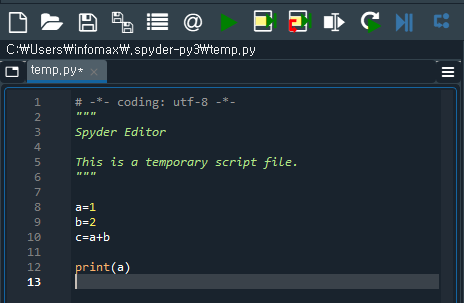 C:₩Users₩infomax₩.spyder-py3₩temp.py
temp.py*
1 # -*- coding: utf-8 -*-
2 """
3 Spyder Editor
4
5 This is a temporary script file.
6 """
7
8 a=1
9 b=2
10 c=a+b
11
12 print(a)
13